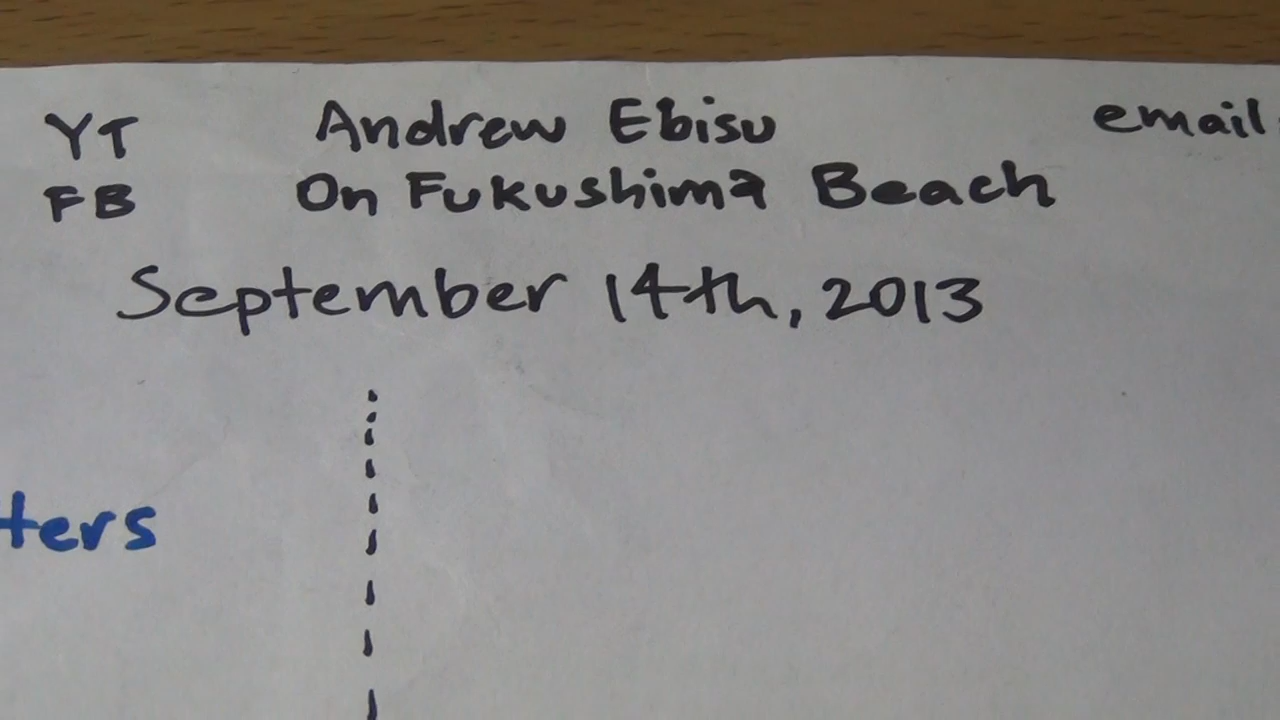 YT Andrew Ebisu email
FB On Fukushima Beach
September 14th, 2013
ters